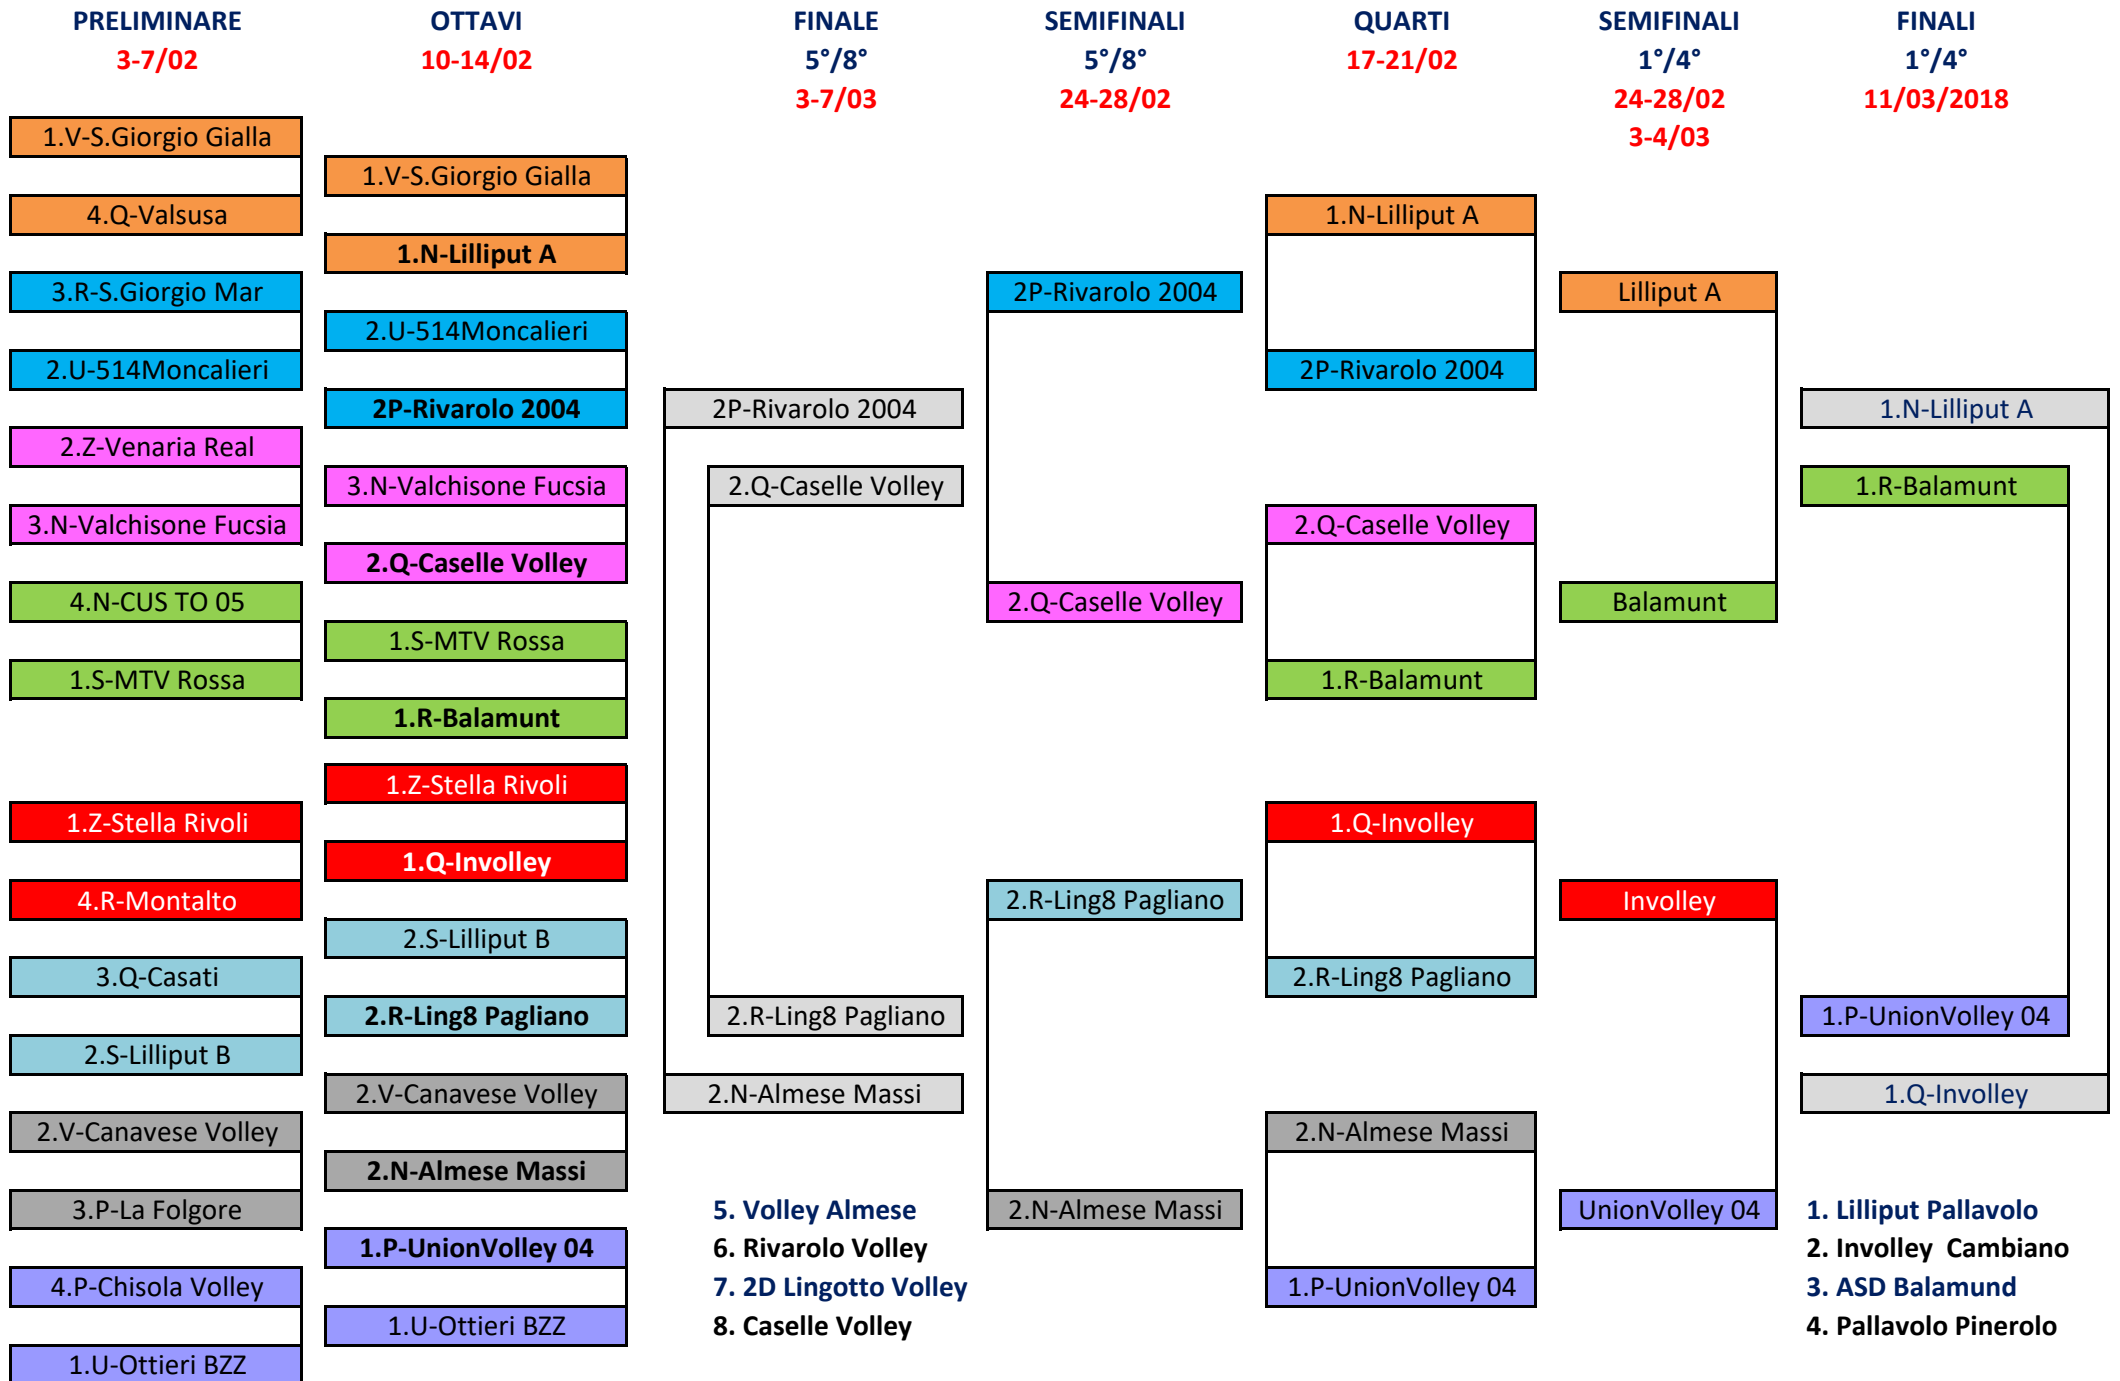 PRELIMINARE
3-7/02
1.V-S.Giorgio Gialla
4.Q-Valsusa
3.R-S.Giorgio Mar
2.U-514Moncalieri
2.Z-Venaria Real
3.N-Valchisone Fucsia
4.N-CUS TO 05
1.S-MTV Rossa
1.Z-Stella Rivoli
4.R-Montalto
3.Q-Casati
2.S-Lilliput B
2.V-Canavese Volley
3.P-La Folgore
4.P-Chisola Volley
1.U-Ottieri BZZ
OTTAVI
10-14/02
1.V-S.Giorgio Gialla
1.N-Lilliput A
2.U-514Moncalieri
2P-Rivarolo 2004
3.N-Valchisone Fucsia
2.Q-Caselle Volley
1.S-MTV Rossa
1.R-Balamunt
1.Z-Stella Rivoli
1.Q-Involley
2.S-Lilliput B
2.R-Ling8 Pagliano
2.V-Canavese Volley
2.N-Almese Massi
1.P-UnionVolley 04
1.U-Ottieri BZZ
FINALE
5°/8°
3-7/03
2P-Rivarolo 2004
2.Q-Caselle Volley
2.R-Ling8 Pagliano
2.N-Almese Massi
5. Volley Almese
6. Rivarolo Volley
7. 2D Lingotto Volley
8. Caselle Volley
SEMIFINALI
5°/8°
24-28/02
2P-Rivarolo 2004
2.Q-Caselle Volley
2.R-Ling8 Pagliano
2.N-Almese Massi
QUARTI
17-21/02
1.N-Lilliput A
2P-Rivarolo 2004
2.Q-Caselle Volley
1.R-Balamunt
1.Q-Involley
2.R-Ling8 Pagliano
2.N-Almese Massi
1.P-UnionVolley 04
SEMIFINALI
1°/4°
24-28/02
3-4/03
Lilliput A
Balamunt
Involley
UnionVolley 04
FINALI
1°/4°
11/03/2018
1.N-Lilliput A
1.R-Balamunt
1.P-UnionVolley 04
1.Q-Involley
1. Lilliput Pallavolo
2. Involley  Cambiano
3. ASD Balamund
4. Pallavolo Pinerolo